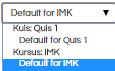 Default for IMK
Kuis: Quis 1
Default for Quis 1
Kursus: IMK
Default for IMK